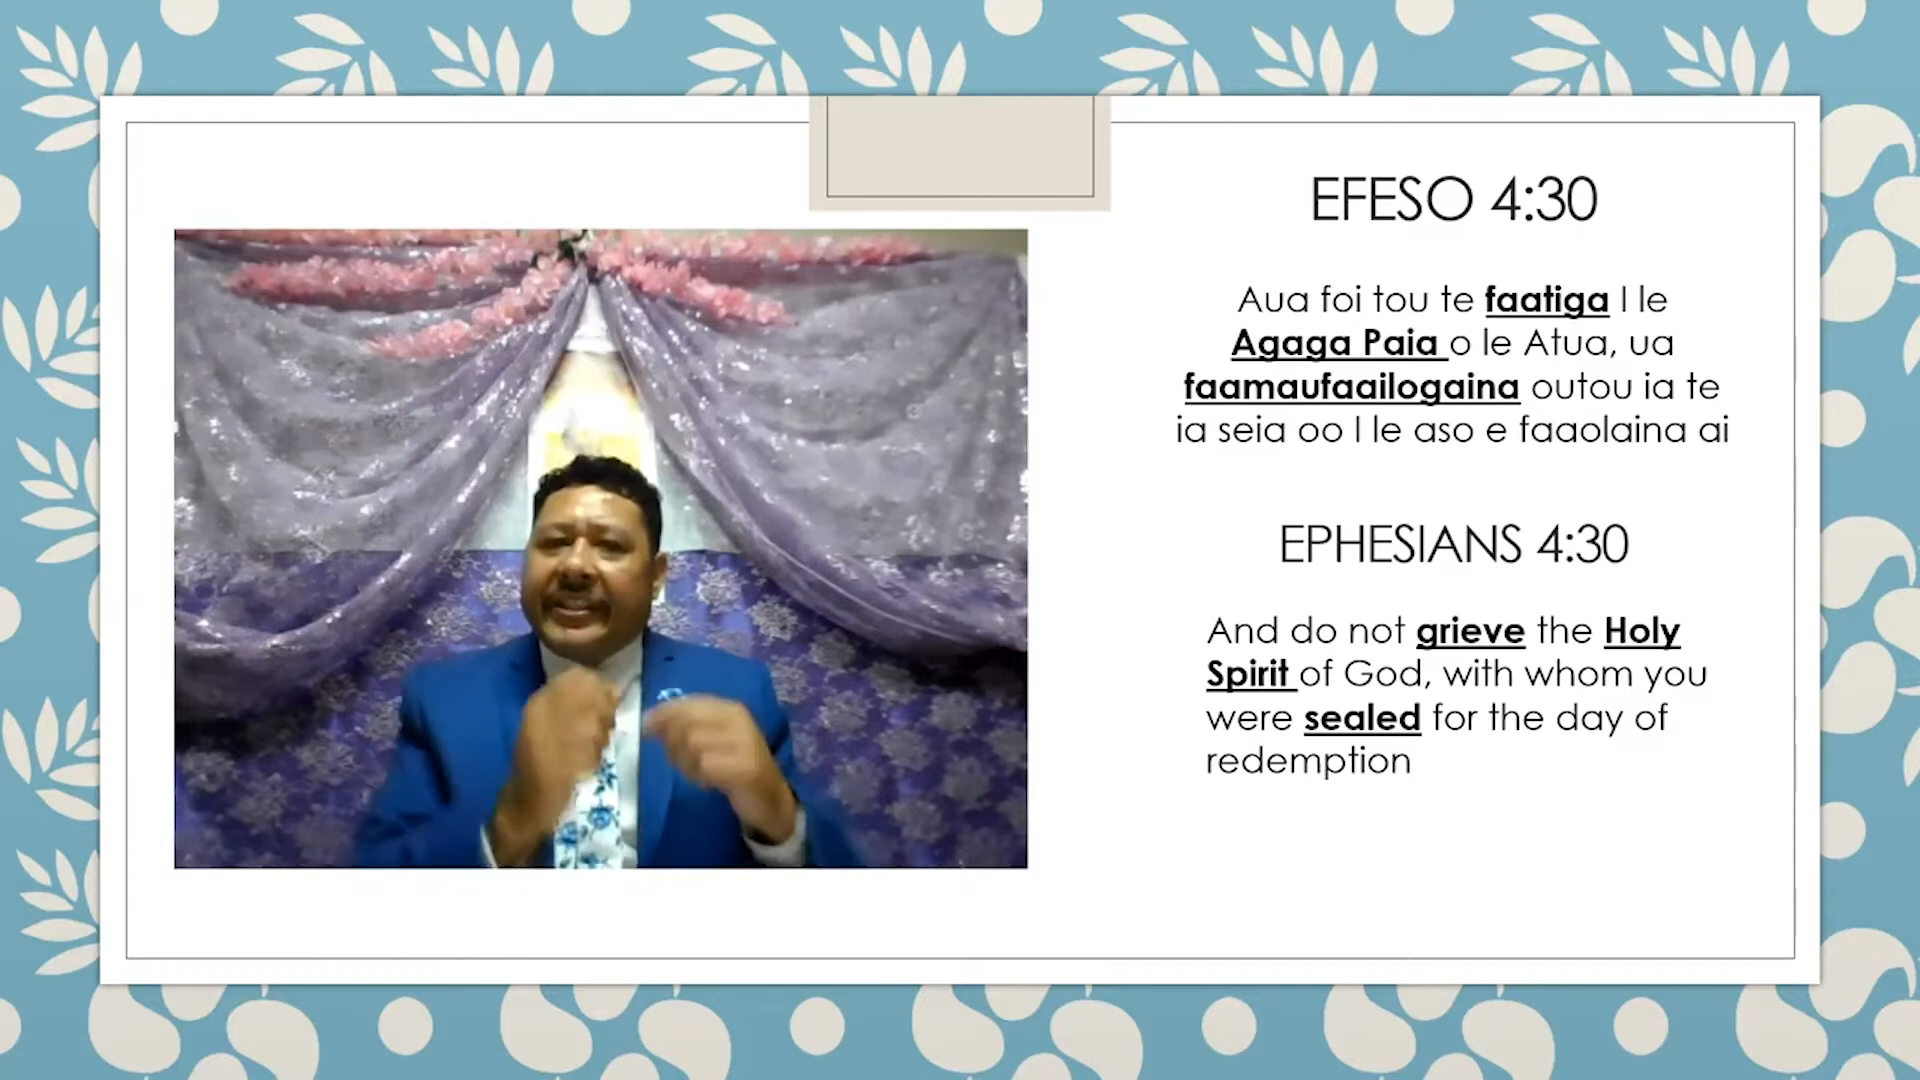 EFESO 4:30
Aua foi tou te faatiga I le
Agaga Paia o le Atua, ua
faamaufaailogaina outou ia te
ia seia oo I le aso e faaolaina ai
EPHESIANS 4:30
And do not grieve the Holy
Spirit of God, with whom you
were sealed for the day of
redemption